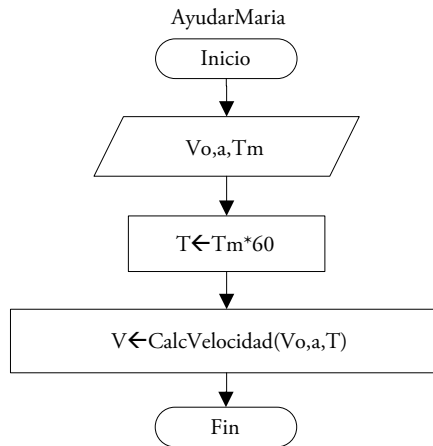 AyudarMaria
Inicio
Vo,a,Tm
T←Tm*60
V←CalcVelocidad(Vo,a,T)
Fin